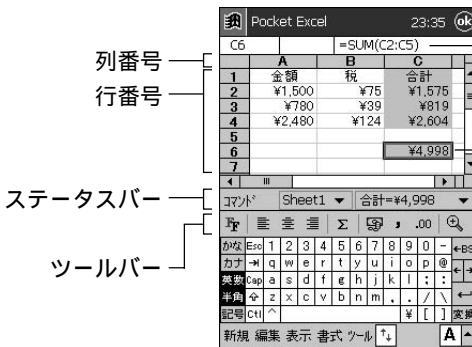 Pocket Excel 23:35 ok
C6 =SUM(C2:C5)
列番号
A B C
行番号
1 金額 税 合計
2 ¥1,500 ¥75 ¥1,575
3 ¥780 ¥39 ¥819
4 ¥2,480 ¥124 ¥2,604
5
6 ¥4,998
7
ステータスバー
コマンド Sheet1 合計=¥4,998
ツールバー
Σ , .00
かな Esc 1 2 3 4 5 6 7 8 9 0 - ←BS
カナ q w e r t y u i o p @
英数 Cap a s d f g h j k l ; :
半角 z x c v b n m , . / \
記号 Ctl ^ ¥ [ ] 変換
新規 編集 表示 書式 ツール A